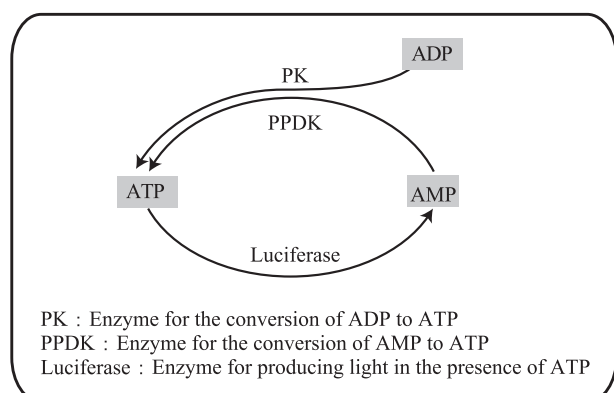 ADP
PK
PPDK
ATP
AMP
Luciferase
PK : Enzyme for the conversion of ADP to ATP
PPDK : Enzyme for the conversion of AMP to ATP
Luciferase : Enzyme for producing light in the presence of ATP